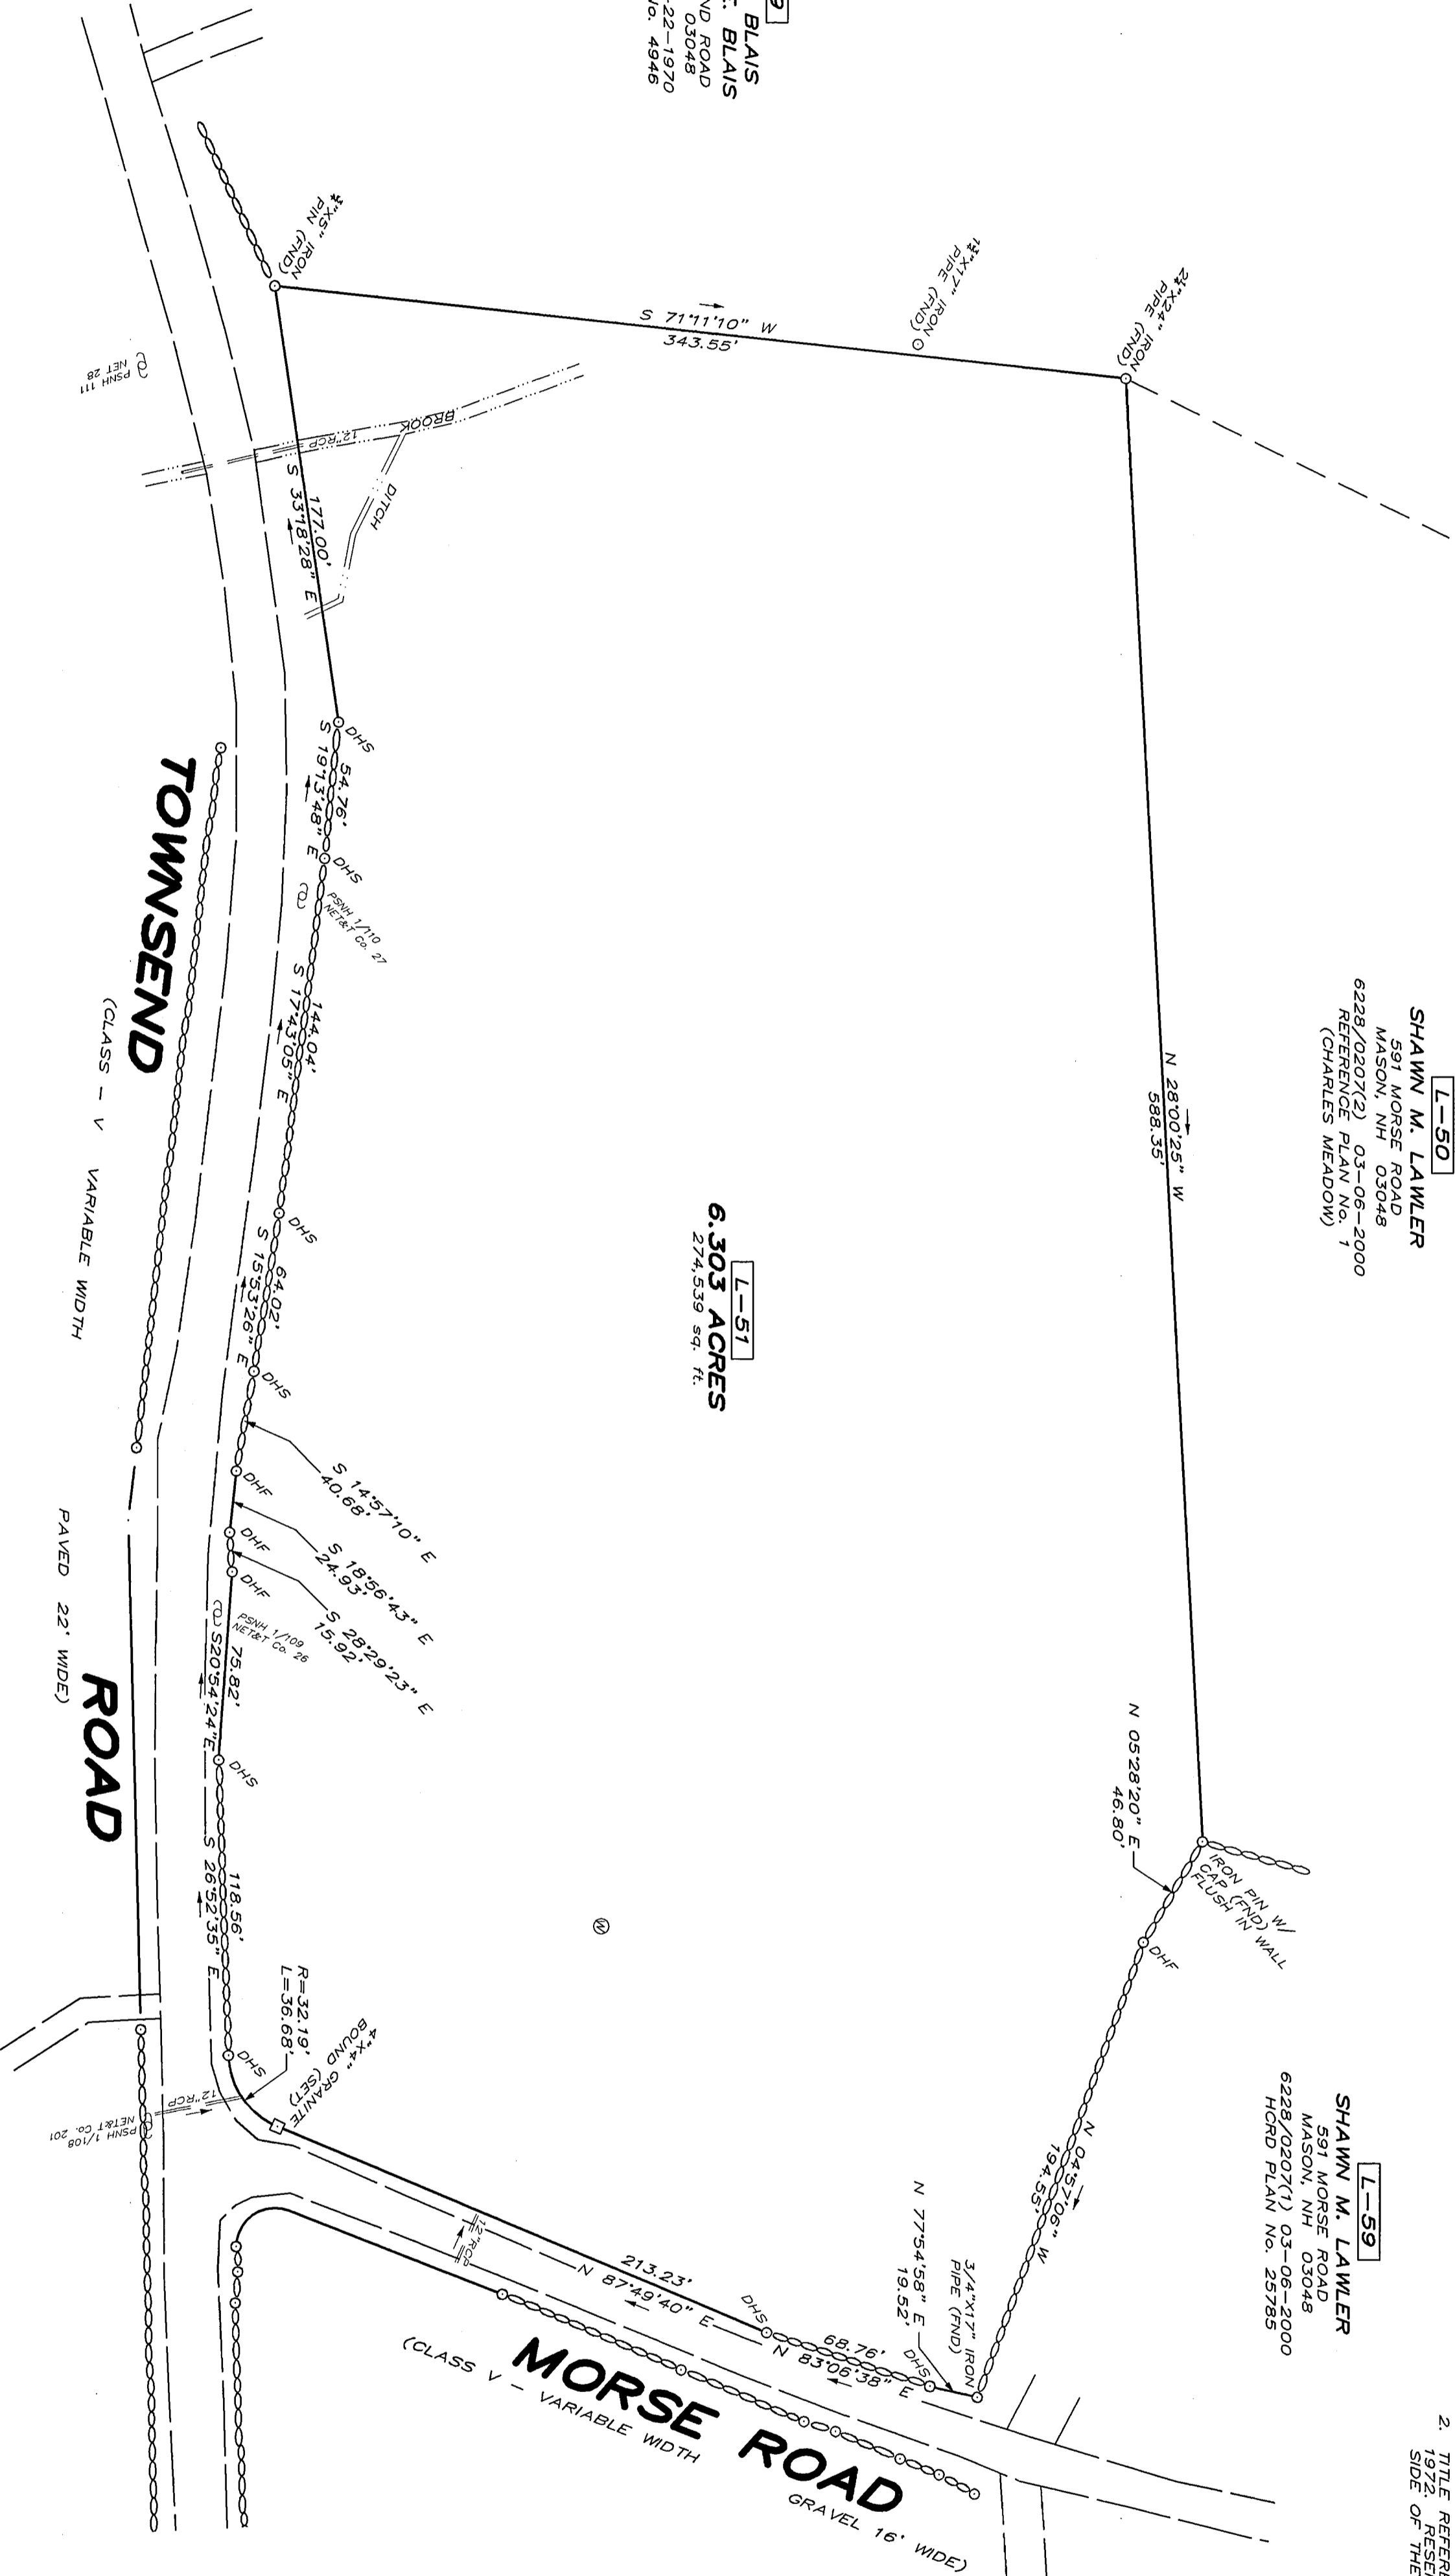 BLAIS
BLAIS
ND ROAD
03048
-22-1970
No. 4946
L-50
SHAWN M. LAWLER
591 MORSE ROAD
MASON, NH 03048
6228/0207(2) 03-06-2000
REFERENCE PLAN No. 1
(CHARLES MEADOW)
L-59
SHAWN M. LAWLER
591 MORSE ROAD
MASON, NH 03048
6228/0207(1) 03-06-2000
HCRD PLAN No. 25785
2. TITLE REFER
1972. RESE
SIDE OF THE
2¼"X24" IRON
PIPE (FND)
1¾"X17" IRON
PIPE (FND)
¾"X5" IRON
PIN (FND)
S 71°11'10" W
343.55'
N 28°00'25" W
588.35'
L-51
6.303 ACRES
274,539 sq. ft.
N 05°28'20" E
46.80'
IRON PIN W/
CAP (FND)
FLUSH IN WALL
DHF
N 04°57'06" W
194.55'
3/4"X17" IRON
PIPE (FND)
N 77°54'58" E
19.52'
DHS
68.76'
N 83°06'38" E
DHS
213.23'
N 87°49'40" E
12"RCP
4"X4" GRANITE
BOUND (SET)
R=32.19'
L=36.68'
DHS
12"RCP
PSNH 1/108
NET&T Co. 201
118.56'
S 26°52'35" E
DHS
75.82'
S20°54'24"E
PSNH 1/109
NET&T Co. 26
DHF
S 28°29'23" E
15.92'
DHF
S 18°56'43" E
24.93'
DHF
S 14°57'10" E
40.68'
DHS
64.02'
S 15°53'26" E
DHS
144.04'
S 17°43'05" E
PSNH 1/110
NET&T Co. 27
DHS
54.76'
S 19°13'48" E
DHS
177.00'
S 33°18'28" E
DITCH
BROOK
12"RCP
PSNH 111
NET 28
TOWNSEND ROAD
(CLASS - V VARIABLE WIDTH PAVED 22' WIDE)
MORSE ROAD
(CLASS V - VARIABLE WIDTH GRAVEL 16' WIDE)
W